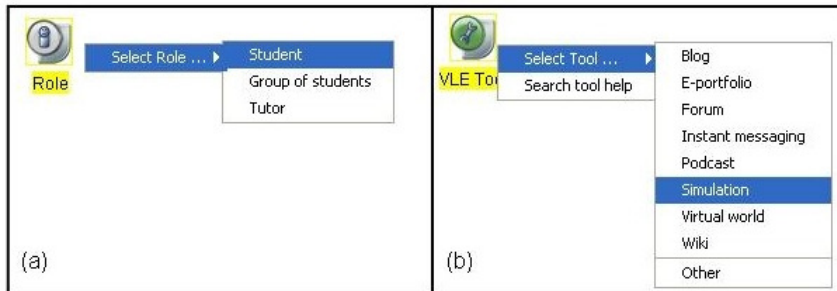 Role
Select Role ...
Student
Group of students
Tutor
(a)
VLE Too
Select Tool ...
Search tool help
Blog
E-portfolio
Forum
Instant messaging
Podcast
Simulation
Virtual world
Wiki
Other
(b)